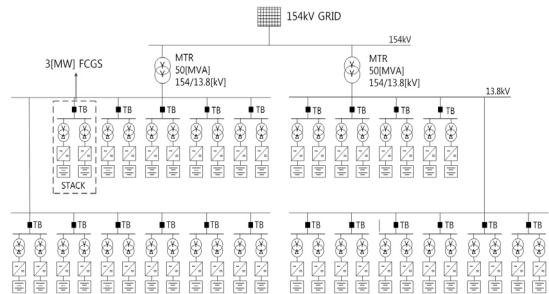 154kV GRID
154kV
3[MW] FCGS
MTR
50[MVA]
154/13.8[kV]
MTR
50[MVA]
154/13.8[kV]
13.8kV
TB TB TB TB TB TB TB TB TB
STACK
TB TB TB TB TB TB TB TB TB TB TB TB